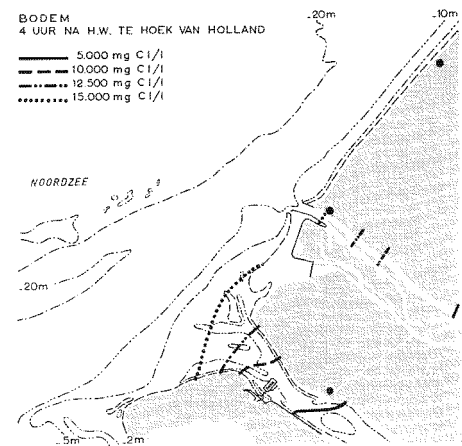 BODEM
4 UUR NA H.W. TE HOEK VAN HOLLAND
5.000 mg Cl/l
10.000 mg Cl/l
12.500 mg Cl/l
15.000 mg Cl/l
-20m
-10m
NOORDZEE
-20m
-5m
-2m